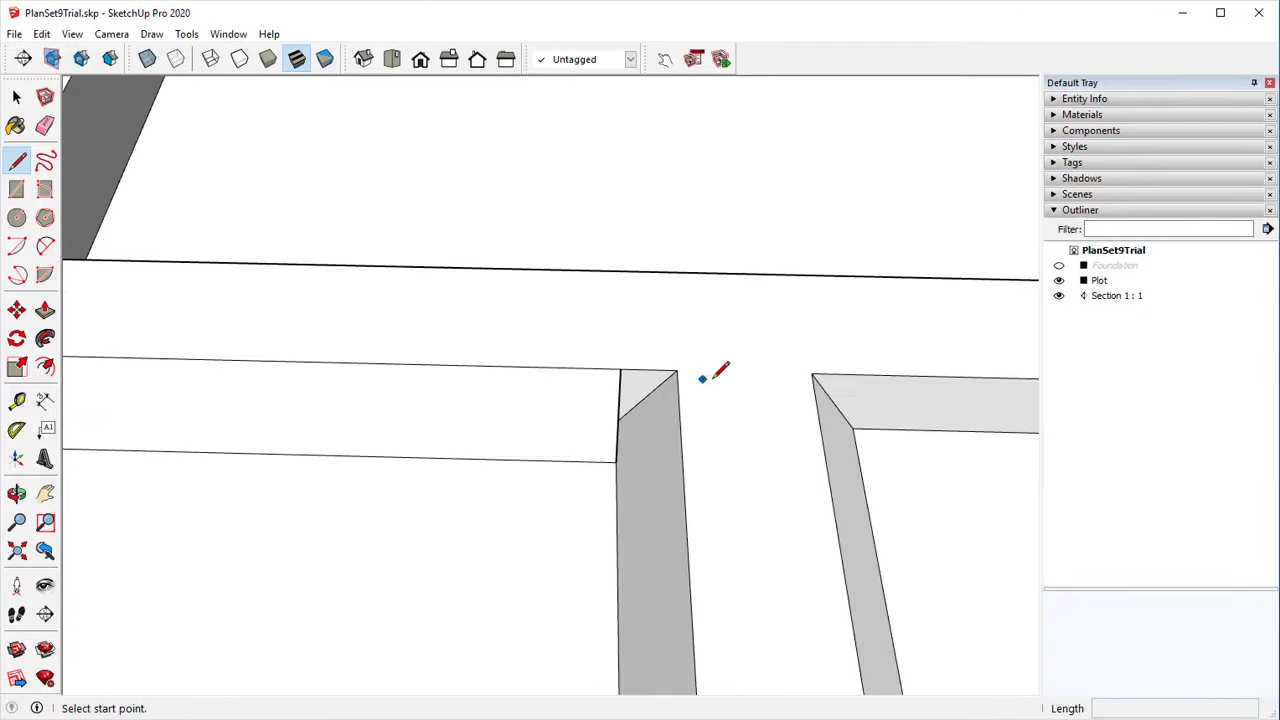 PlanSet9Trial.skp - SketchUp Pro 2020
File Edit View Camera Draw Tools Window Help
✓ Untagged
Default Tray
Entity Info
Materials
Components
Styles
Tags
Shadows
Scenes
Outliner
Filter:
PlanSet9Trial
Foundation
Plot
Section 1 : 1
A1
Select start point.
Length